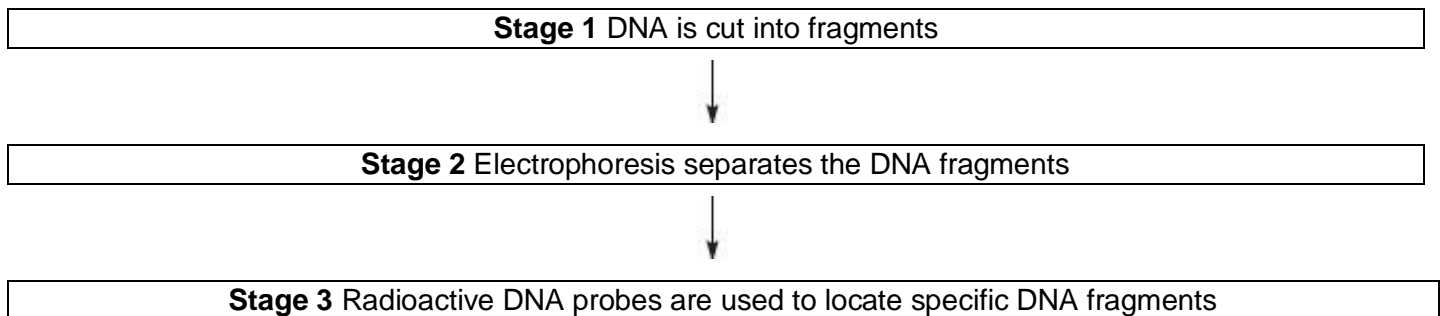 Stage 1 DNA is cut into fragments
Stage 2 Electrophoresis separates the DNA fragments
Stage 3 Radioactive DNA probes are used to locate specific DNA fragments